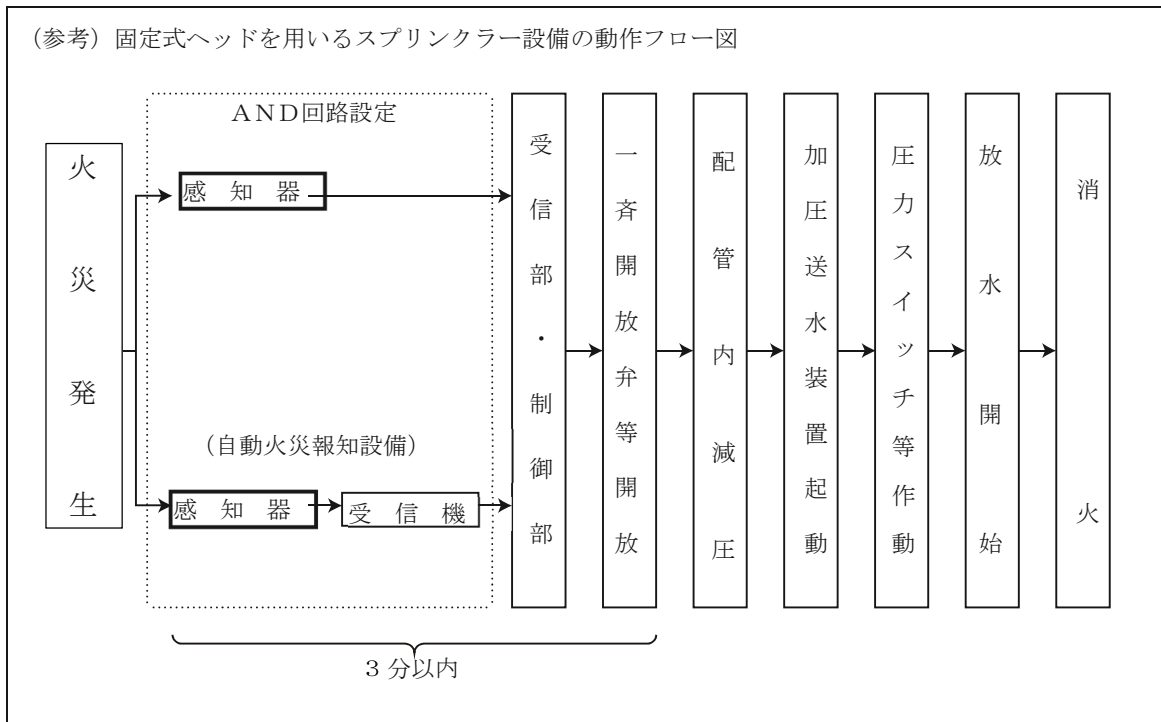 （参考）固定式ヘッドを用いるスプリンクラー設備の動作フロー図
火災発生
ＡＮＤ回路設定
感知器
（自動火災報知設備）
感知器
受信機
受信部・制御部
一斉開放弁等開放
配管内減圧
加圧送水装置起動
圧力スイッチ等作動
放水開始
消火
３分以内